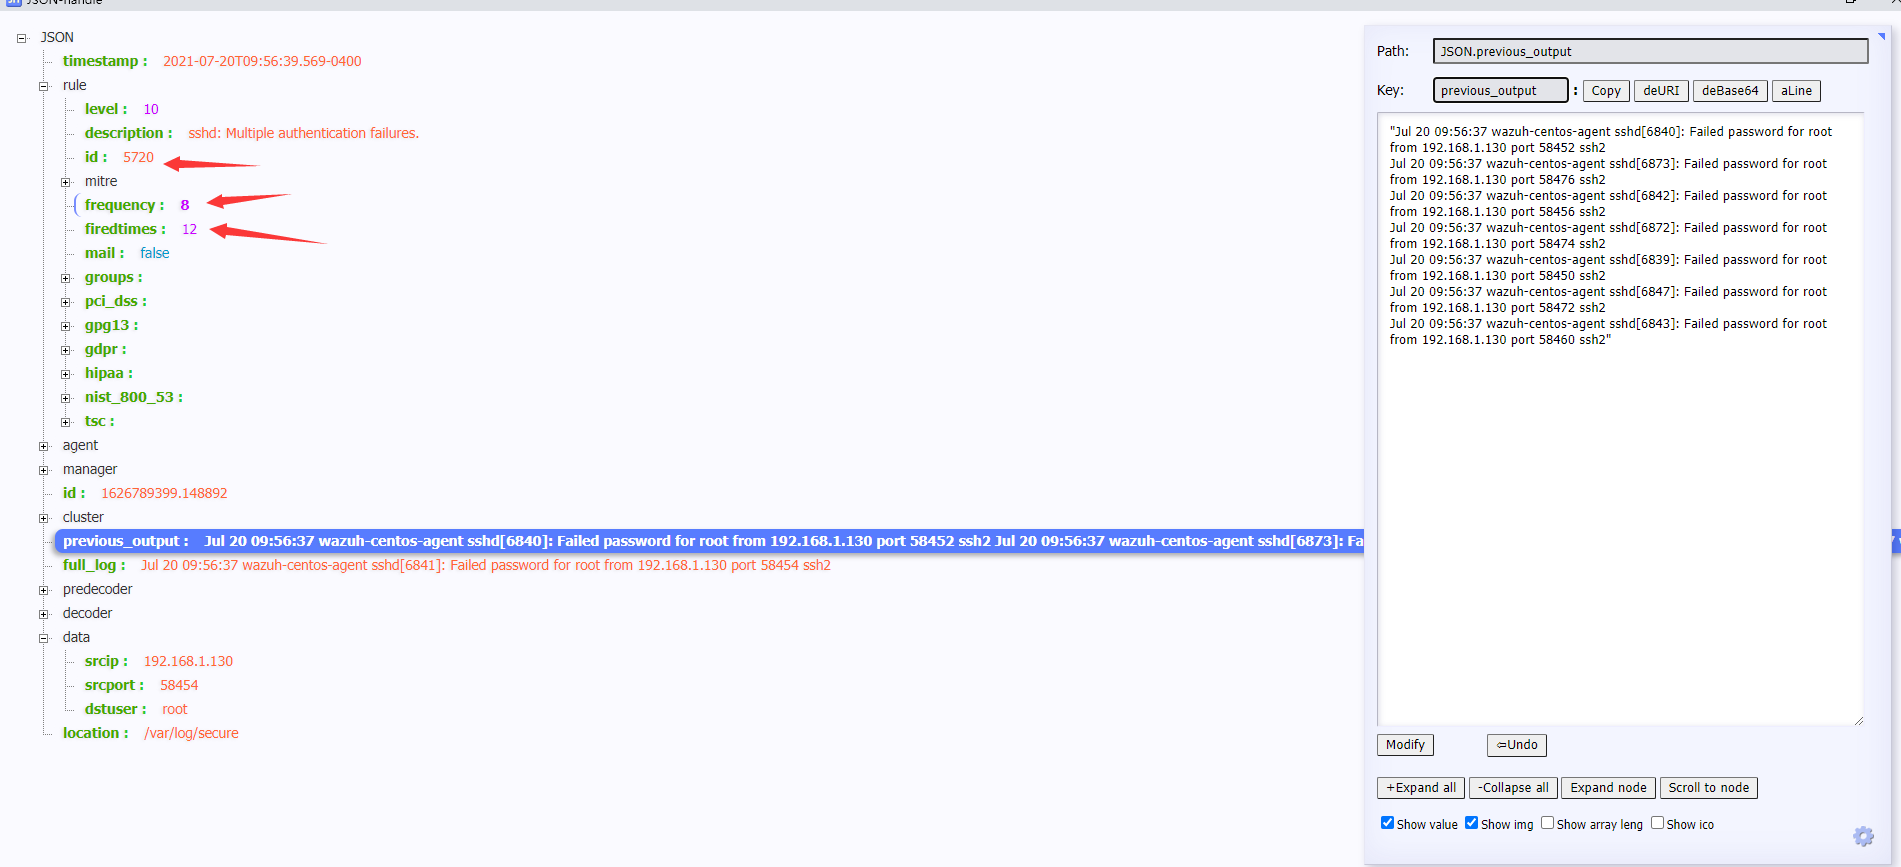 JSON-handle
JSON
timestamp : 2021-07-20T09:56:39.569-0400
rule
level : 10
description : sshd: Multiple authentication failures.
id : 5720
mitre
frequency : 8
firedtimes : 12
mail : false
groups :
pci_dss :
gpg13 :
gdpr :
hipaa :
nist_800_53 :
tsc :
agent
manager
id : 1626789399.148892
cluster
previous_output : Jul 20 09:56:37 wazuh-centos-agent sshd[6840]: Failed password for root from 192.168.1.130 port 58452 ssh2 Jul 20 09:56:37 wazuh-centos-agent sshd[6873]: Fa
full_log : Jul 20 09:56:37 wazuh-centos-agent sshd[6841]: Failed password for root from 192.168.1.130 port 58454 ssh2
predecoder
decoder
data
srcip : 192.168.1.130
srcport : 58454
dstuser : root
location : /var/log/secure
Path: JSON.previous_output
Key: previous_output : Copy deURI deBase64 aLine
"Jul 20 09:56:37 wazuh-centos-agent sshd[6840]: Failed password for root
from 192.168.1.130 port 58452 ssh2
Jul 20 09:56:37 wazuh-centos-agent sshd[6873]: Failed password for root
from 192.168.1.130 port 58476 ssh2
Jul 20 09:56:37 wazuh-centos-agent sshd[6842]: Failed password for root
from 192.168.1.130 port 58456 ssh2
Jul 20 09:56:37 wazuh-centos-agent sshd[6872]: Failed password for root
from 192.168.1.130 port 58474 ssh2
Jul 20 09:56:37 wazuh-centos-agent sshd[6839]: Failed password for root
from 192.168.1.130 port 58450 ssh2
Jul 20 09:56:37 wazuh-centos-agent sshd[6847]: Failed password for root
from 192.168.1.130 port 58472 ssh2
Jul 20 09:56:37 wazuh-centos-agent sshd[6843]: Failed password for root
from 192.168.1.130 port 58460 ssh2"
Modify ⇦Undo
+Expand all -Collapse all Expand node Scroll to node
Show value Show img Show array leng Show ico